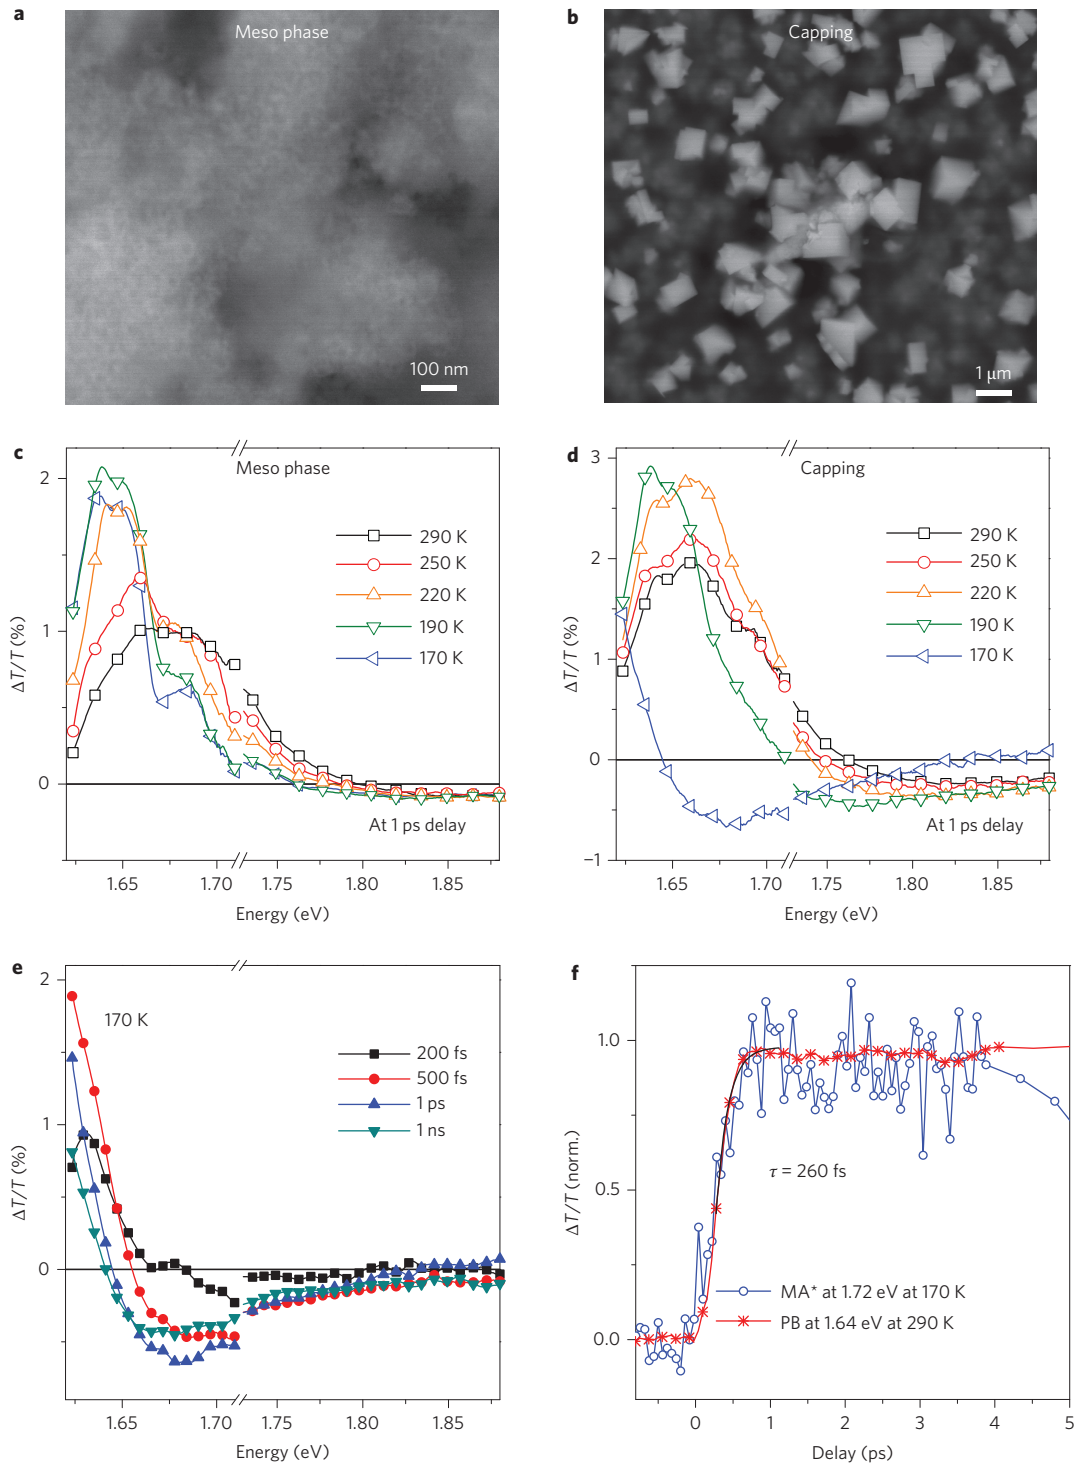 a
Meso phase
100 nm
b
Capping
1 μm
c
Meso phase
2
1
0
ΔT/T (%)
290 K
250 K
220 K
190 K
170 K
At 1 ps delay
1.65
1.70
1.75
1.80
1.85
Energy (eV)
d
Capping
3
2
1
0
−1
ΔT/T (%)
290 K
250 K
220 K
190 K
170 K
At 1 ps delay
1.65
1.70
1.75
1.80
1.85
Energy (eV)
e
170 K
2
1
0
ΔT/T (%)
200 fs
500 fs
1 ps
1 ns
1.65
1.70
1.75
1.80
1.85
Energy (eV)
f
1.0
0.5
0.0
ΔT/T (norm.)
τ = 260 fs
MA* at 1.72 eV at 170 K
PB at 1.64 eV at 290 K
0
1
2
3
4
5
Delay (ps)